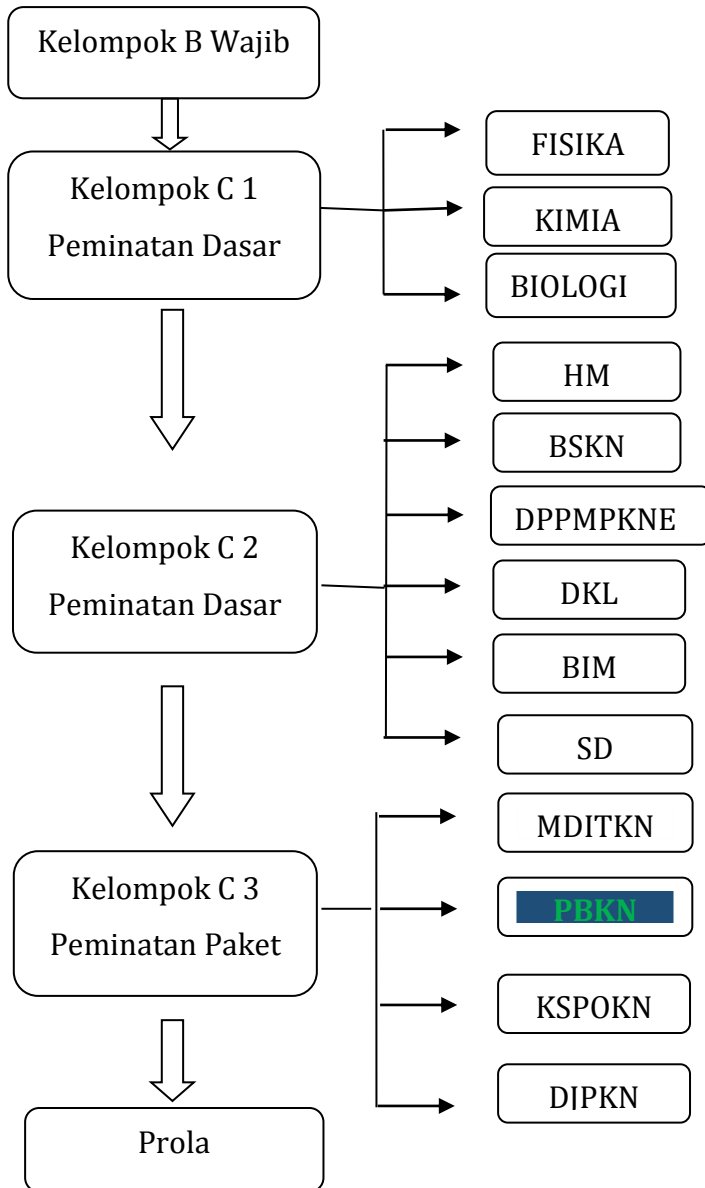 Kelompok B Wajib
Kelompok C 1
Peminatan Dasar
FISIKA
KIMIA
BIOLOGI
Kelompok C 2
Peminatan Dasar
HM
BSKN
DPPMPKNE
DKL
BIM
SD
Kelompok C 3
Peminatan Paket
MDITKN
PBKN
KSPOKN
DJPKN
Prola